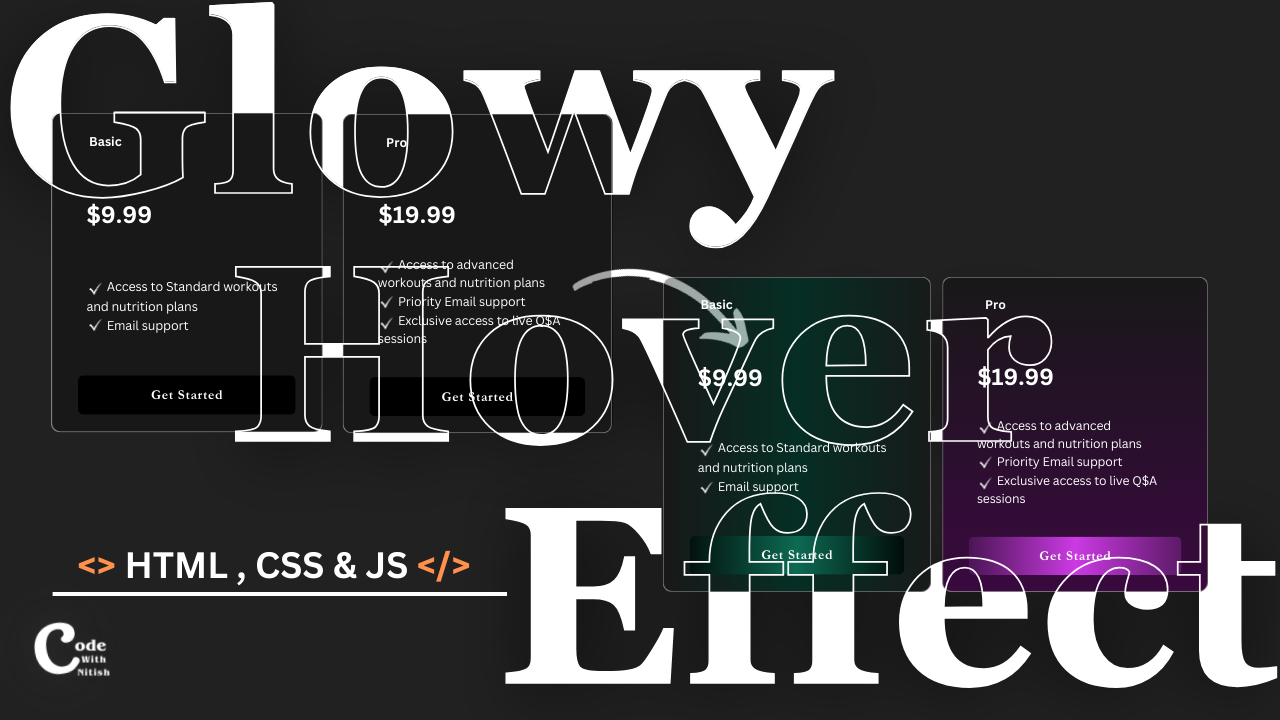 Glowy
Hover
Effect
Basic
$9.99
Access to Standard workouts
and nutrition plans
Email support
Get Started
Pro
$19.99
Access to advanced
workouts and nutrition plans
Priority Email support
Exclusive access to live Q$A
sessions
Get Started
Basic
$9.99
Access to Standard workouts
and nutrition plans
Email support
Get Started
Pro
$19.99
Access to advanced
workouts and nutrition plans
Priority Email support
Exclusive access to live Q$A
sessions
Get Started
<> HTML , CSS & JS </>
Code
With
Nitish